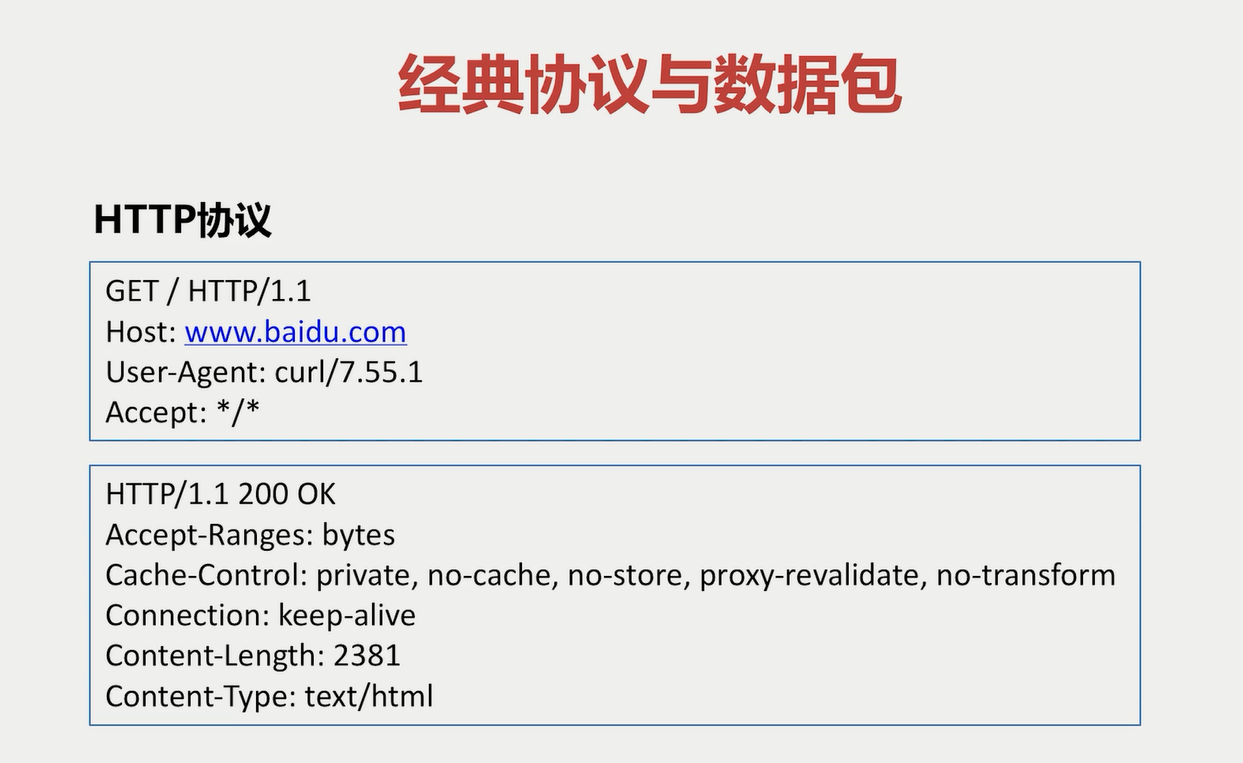 经典协议与数据包
HTTP协议
GET / HTTP/1.1
Host: www.baidu.com
User-Agent: curl/7.55.1
Accept: */*
HTTP/1.1 200 OK
Accept-Ranges: bytes
Cache-Control: private, no-cache, no-store, proxy-revalidate, no-transform
Connection: keep-alive
Content-Length: 2381
Content-Type: text/html